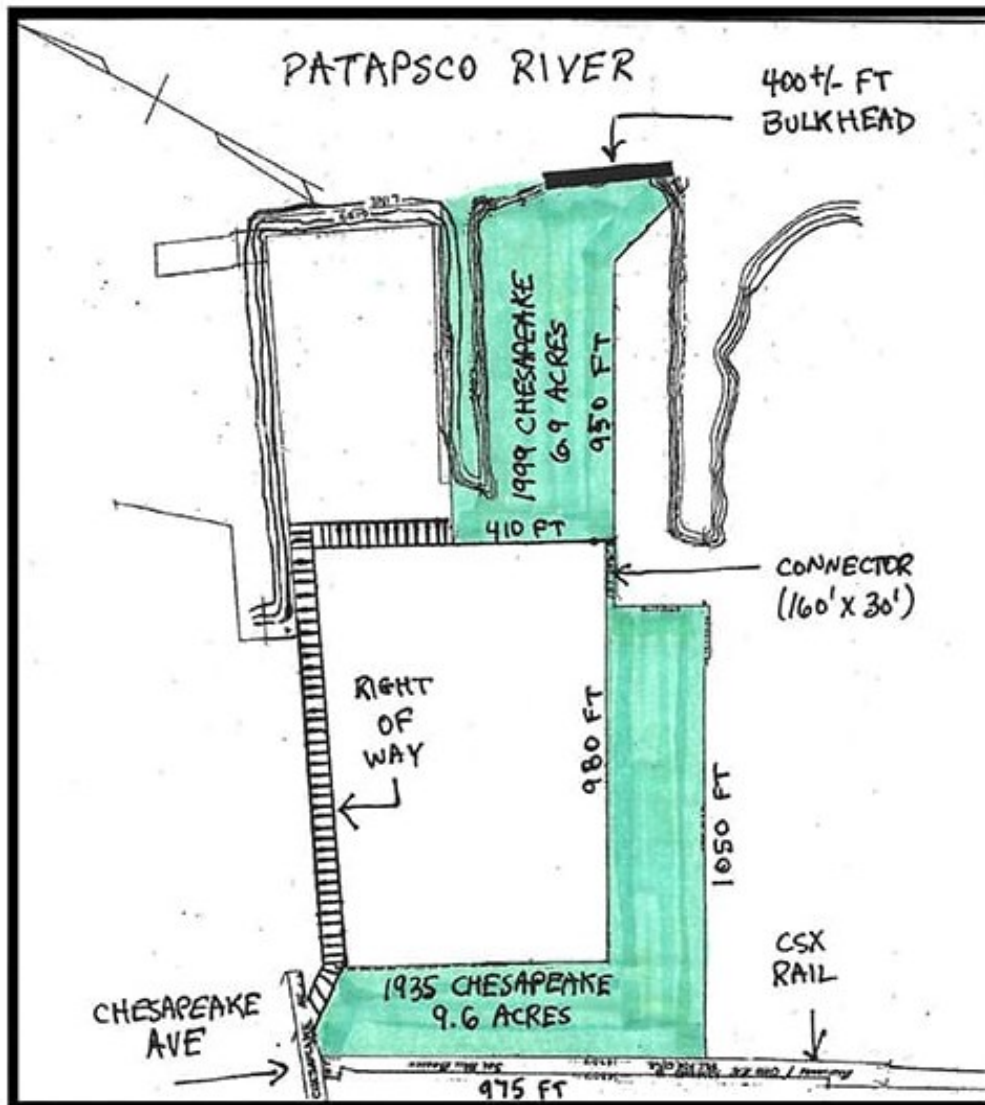 PATAPSCO RIVER
400+/- FT
BULKHEAD
1999 CHESAPEAKE
6.9 ACRES
950 FT
410 FT
CONNECTOR
(160' X 30')
RIGHT
OF
WAY
980 FT
1050 FT
1935 CHESAPEAKE
9.6 ACRES
CSX
RAIL
CHESAPEAKE
AVE
975 FT